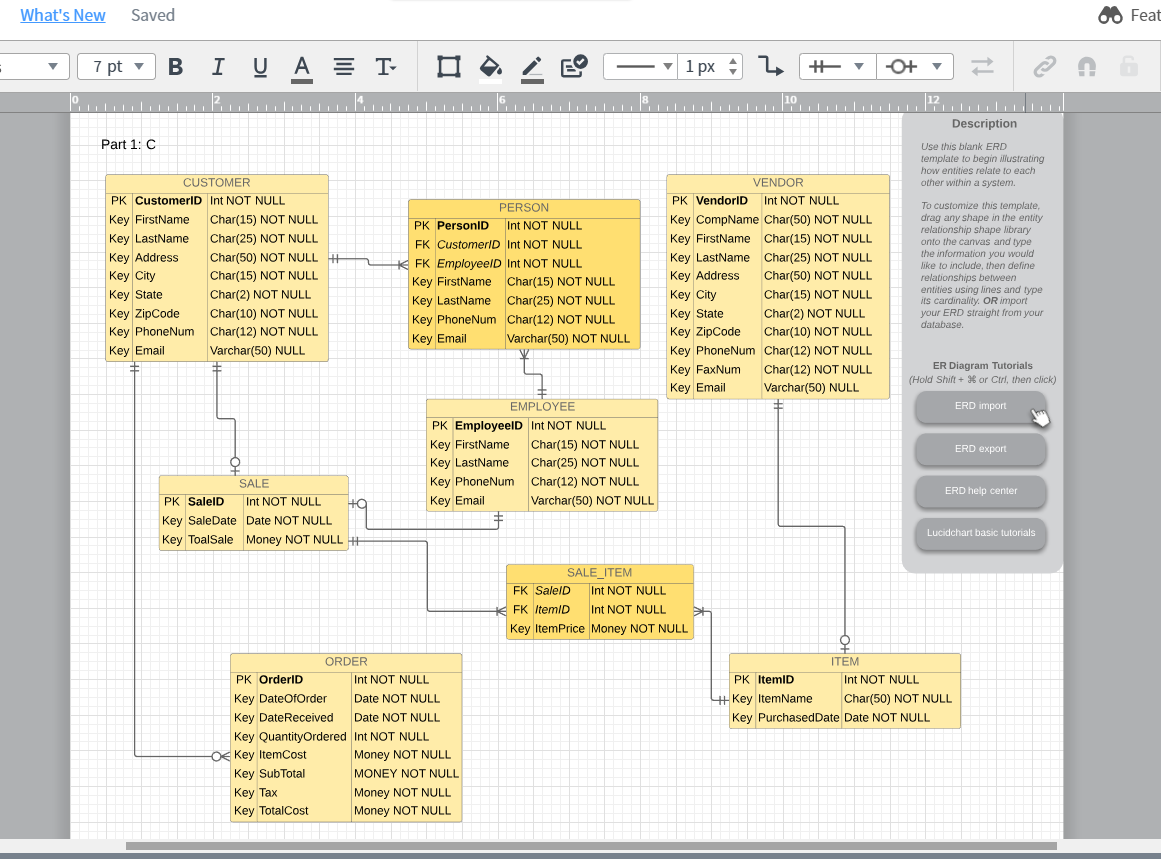 What's New Saved Feat
s 7 pt B I U A T 1 px
0 2 4 6 8 10 12
Part 1: C
CUSTOMER
PK CustomerID Int NOT NULL
Key FirstName Char(15) NOT NULL
Key LastName Char(25) NOT NULL
Key Address Char(50) NOT NULL
Key City Char(15) NOT NULL
Key State Char(2) NOT NULL
Key ZipCode Char(10) NOT NULL
Key PhoneNum Char(12) NOT NULL
Key Email Varchar(50) NULL
PERSON
PK PersonID Int NOT NULL
FK CustomerID Int NOT NULL
FK EmployeeID Int NOT NULL
Key FirstName Char(15) NOT NULL
Key LastName Char(25) NOT NULL
Key PhoneNum Char(12) NOT NULL
Key Email Varchar(50) NOT NULL
VENDOR
PK VendorID Int NOT NULL
Key CompName Char(50) NOT NULL
Key FirstName Char(15) NOT NULL
Key LastName Char(25) NOT NULL
Key Address Char(50) NOT NULL
Key City Char(15) NOT NULL
Key State Char(2) NOT NULL
Key ZipCode Char(10) NOT NULL
Key PhoneNum Char(12) NOT NULL
Key FaxNum Char(12) NOT NULL
Key Email Varchar(50) NULL
EMPLOYEE
PK EmployeeID Int NOT NULL
Key FirstName Char(15) NOT NULL
Key LastName Char(25) NOT NULL
Key PhoneNum Char(12) NOT NULL
Key Email Varchar(50) NOT NULL
SALE
PK SaleID Int NOT NULL
Key SaleDate Date NOT NULL
Key ToalSale Money NOT NULL
SALE_ITEM
FK SaleID Int NOT NULL
FK ItemID Int NOT NULL
Key ItemPrice Money NOT NULL
ORDER
PK OrderID Int NOT NULL
Key DateOfOrder Date NOT NULL
Key DateReceived Date NOT NULL
Key QuantityOrdered Int NOT NULL
Key ItemCost Money NOT NULL
Key SubTotal MONEY NOT NULL
Key Tax Money NOT NULL
Key TotalCost Money NOT NULL
ITEM
PK ItemID Int NOT NULL
Key ItemName Char(50) NOT NULL
Key PurchasedDate Date NOT NULL
Description
Use this blank ERD
template to begin illustrating
how entities relate to each
other within a system.
To customize this template,
drag any shape in the entity
relationship shape library
onto the canvas and type
the information you would
like to include, then define
relationships between
entities using lines and type
its cardinality. OR import
your ERD straight from your
database.
ER Diagram Tutorials
(Hold Shift + ⌘ or Ctrl, then click)
ERD import
ERD export
ERD help center
Lucidchart basic tutorials